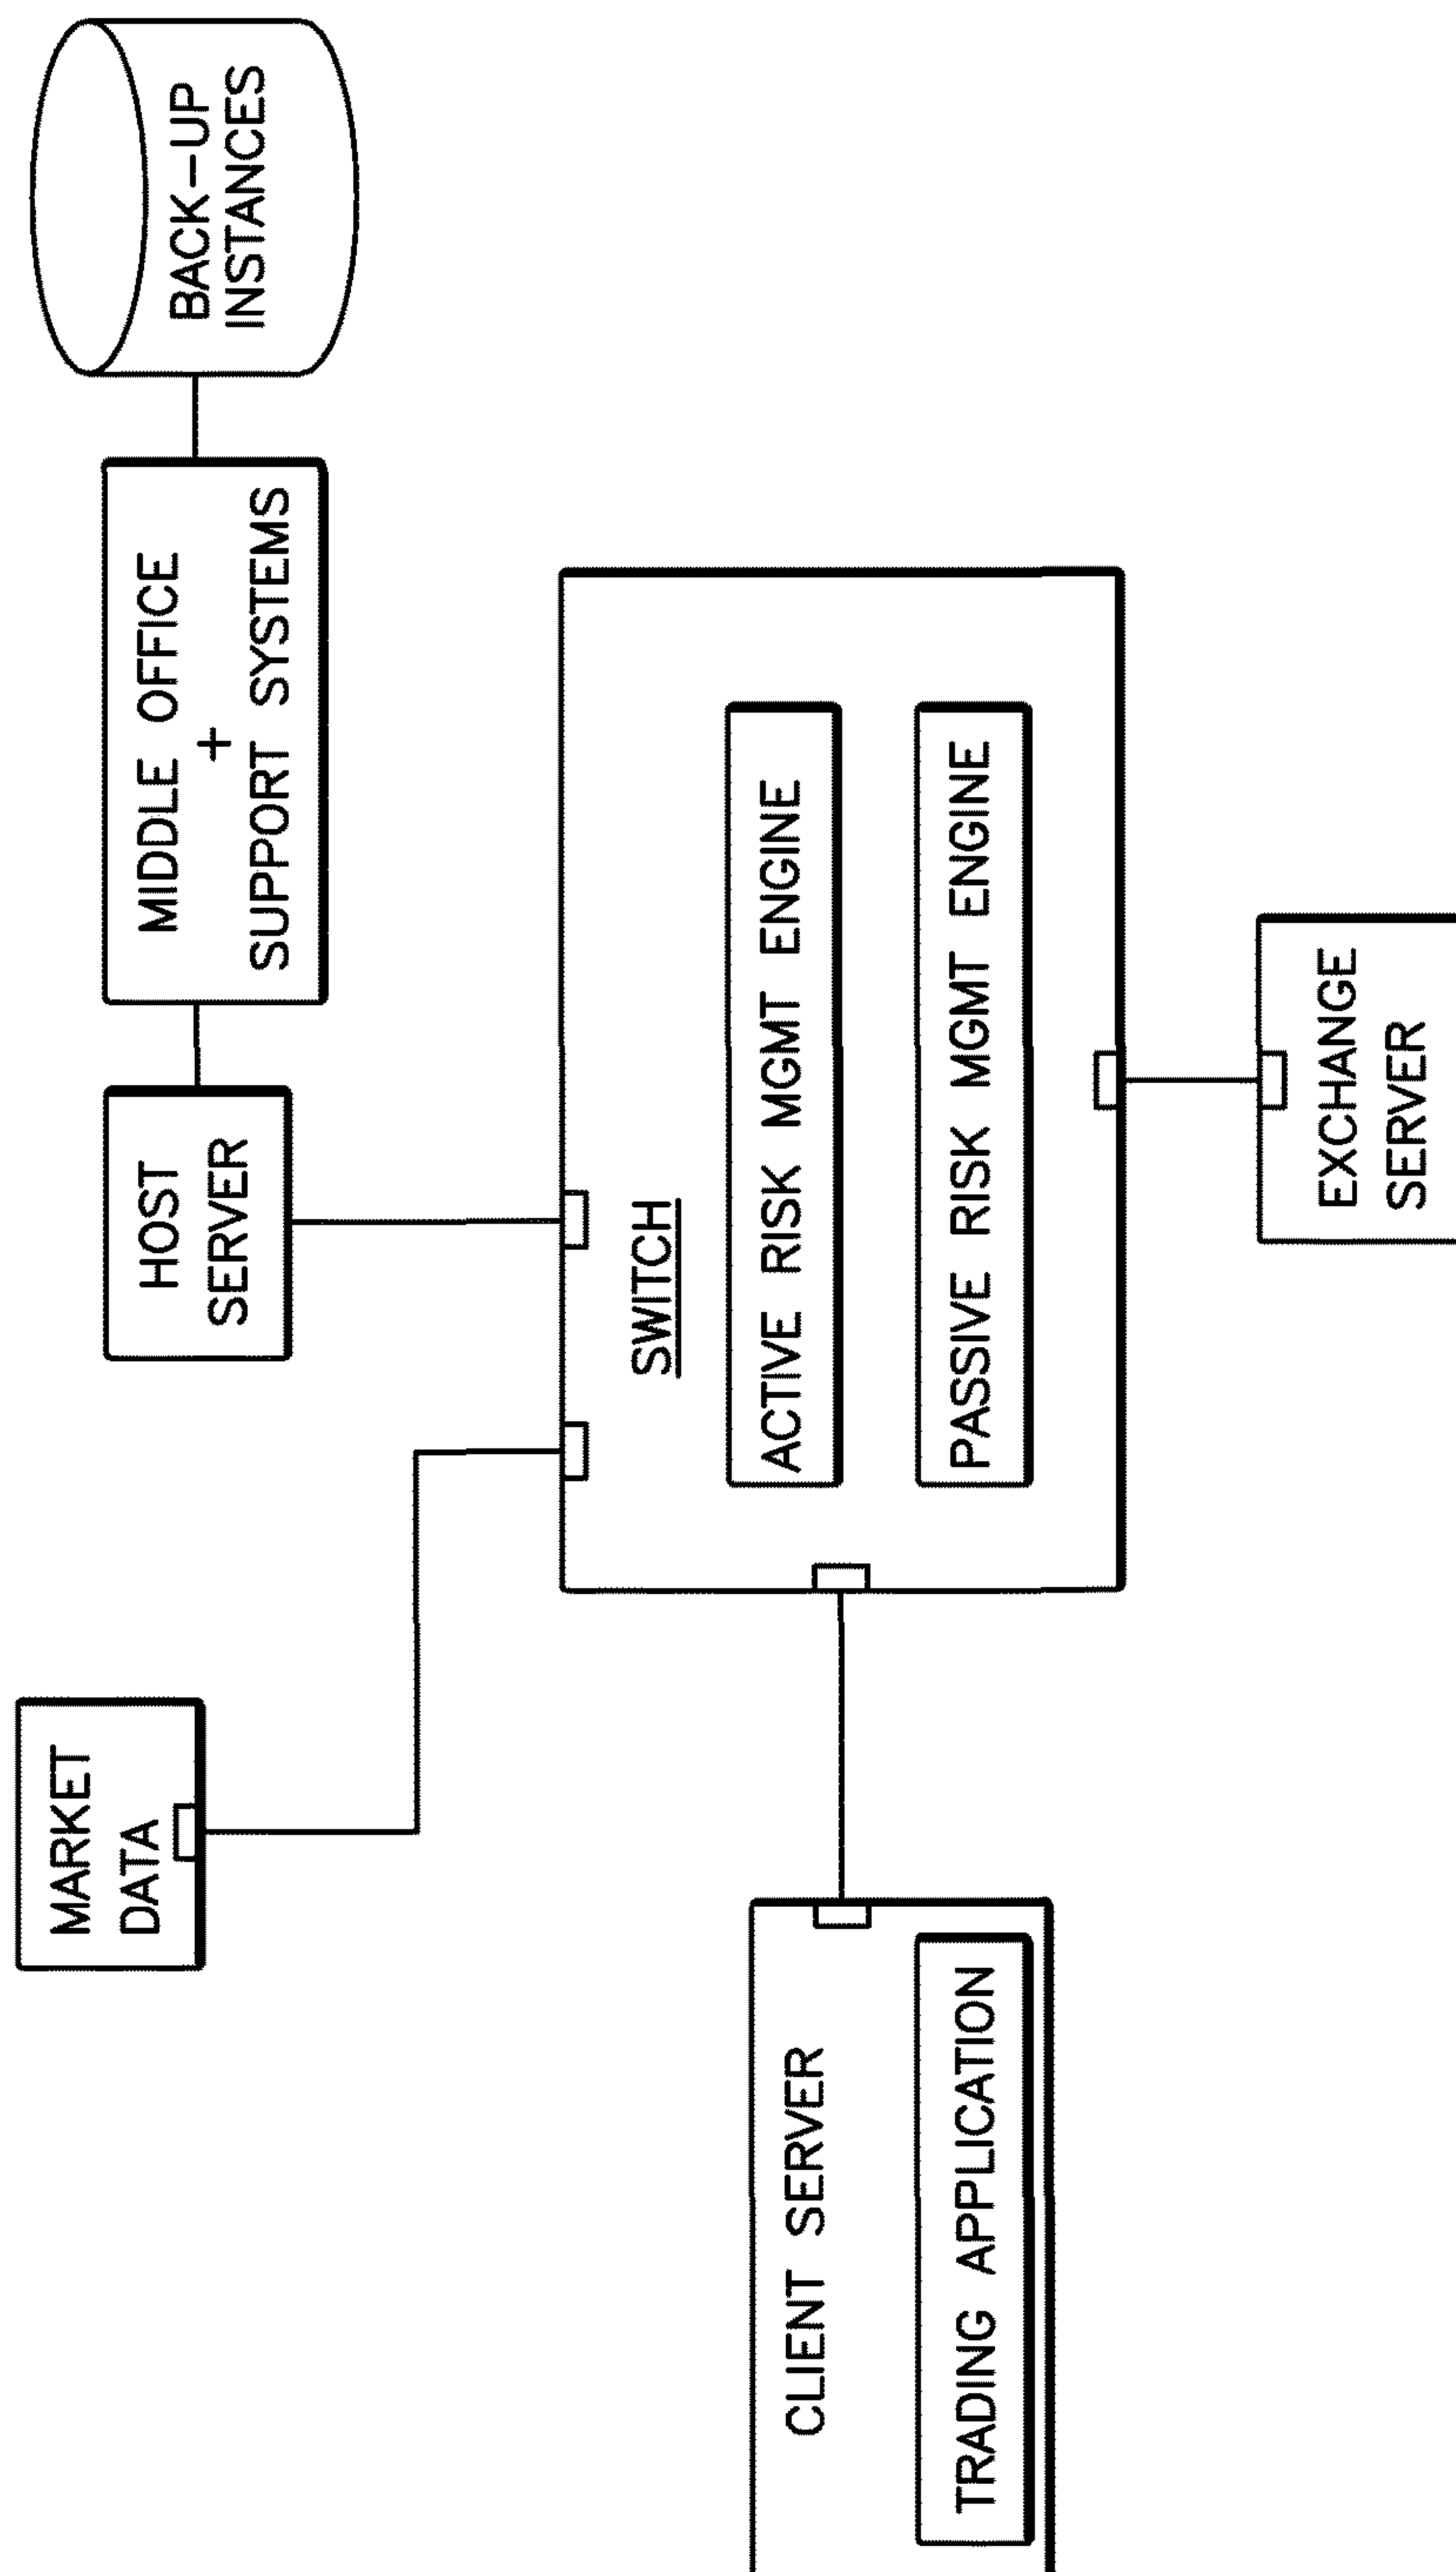 MARKET
DATA
HOST
SERVER
MIDDLE OFFICE
+
SUPPORT SYSTEMS
BACK-UP
INSTANCES
CLIENT SERVER
TRADING APPLICATION
SWITCH
ACTIVE RISK MGMT ENGINE
PASSIVE RISK MGMT ENGINE
EXCHANGE
SERVER